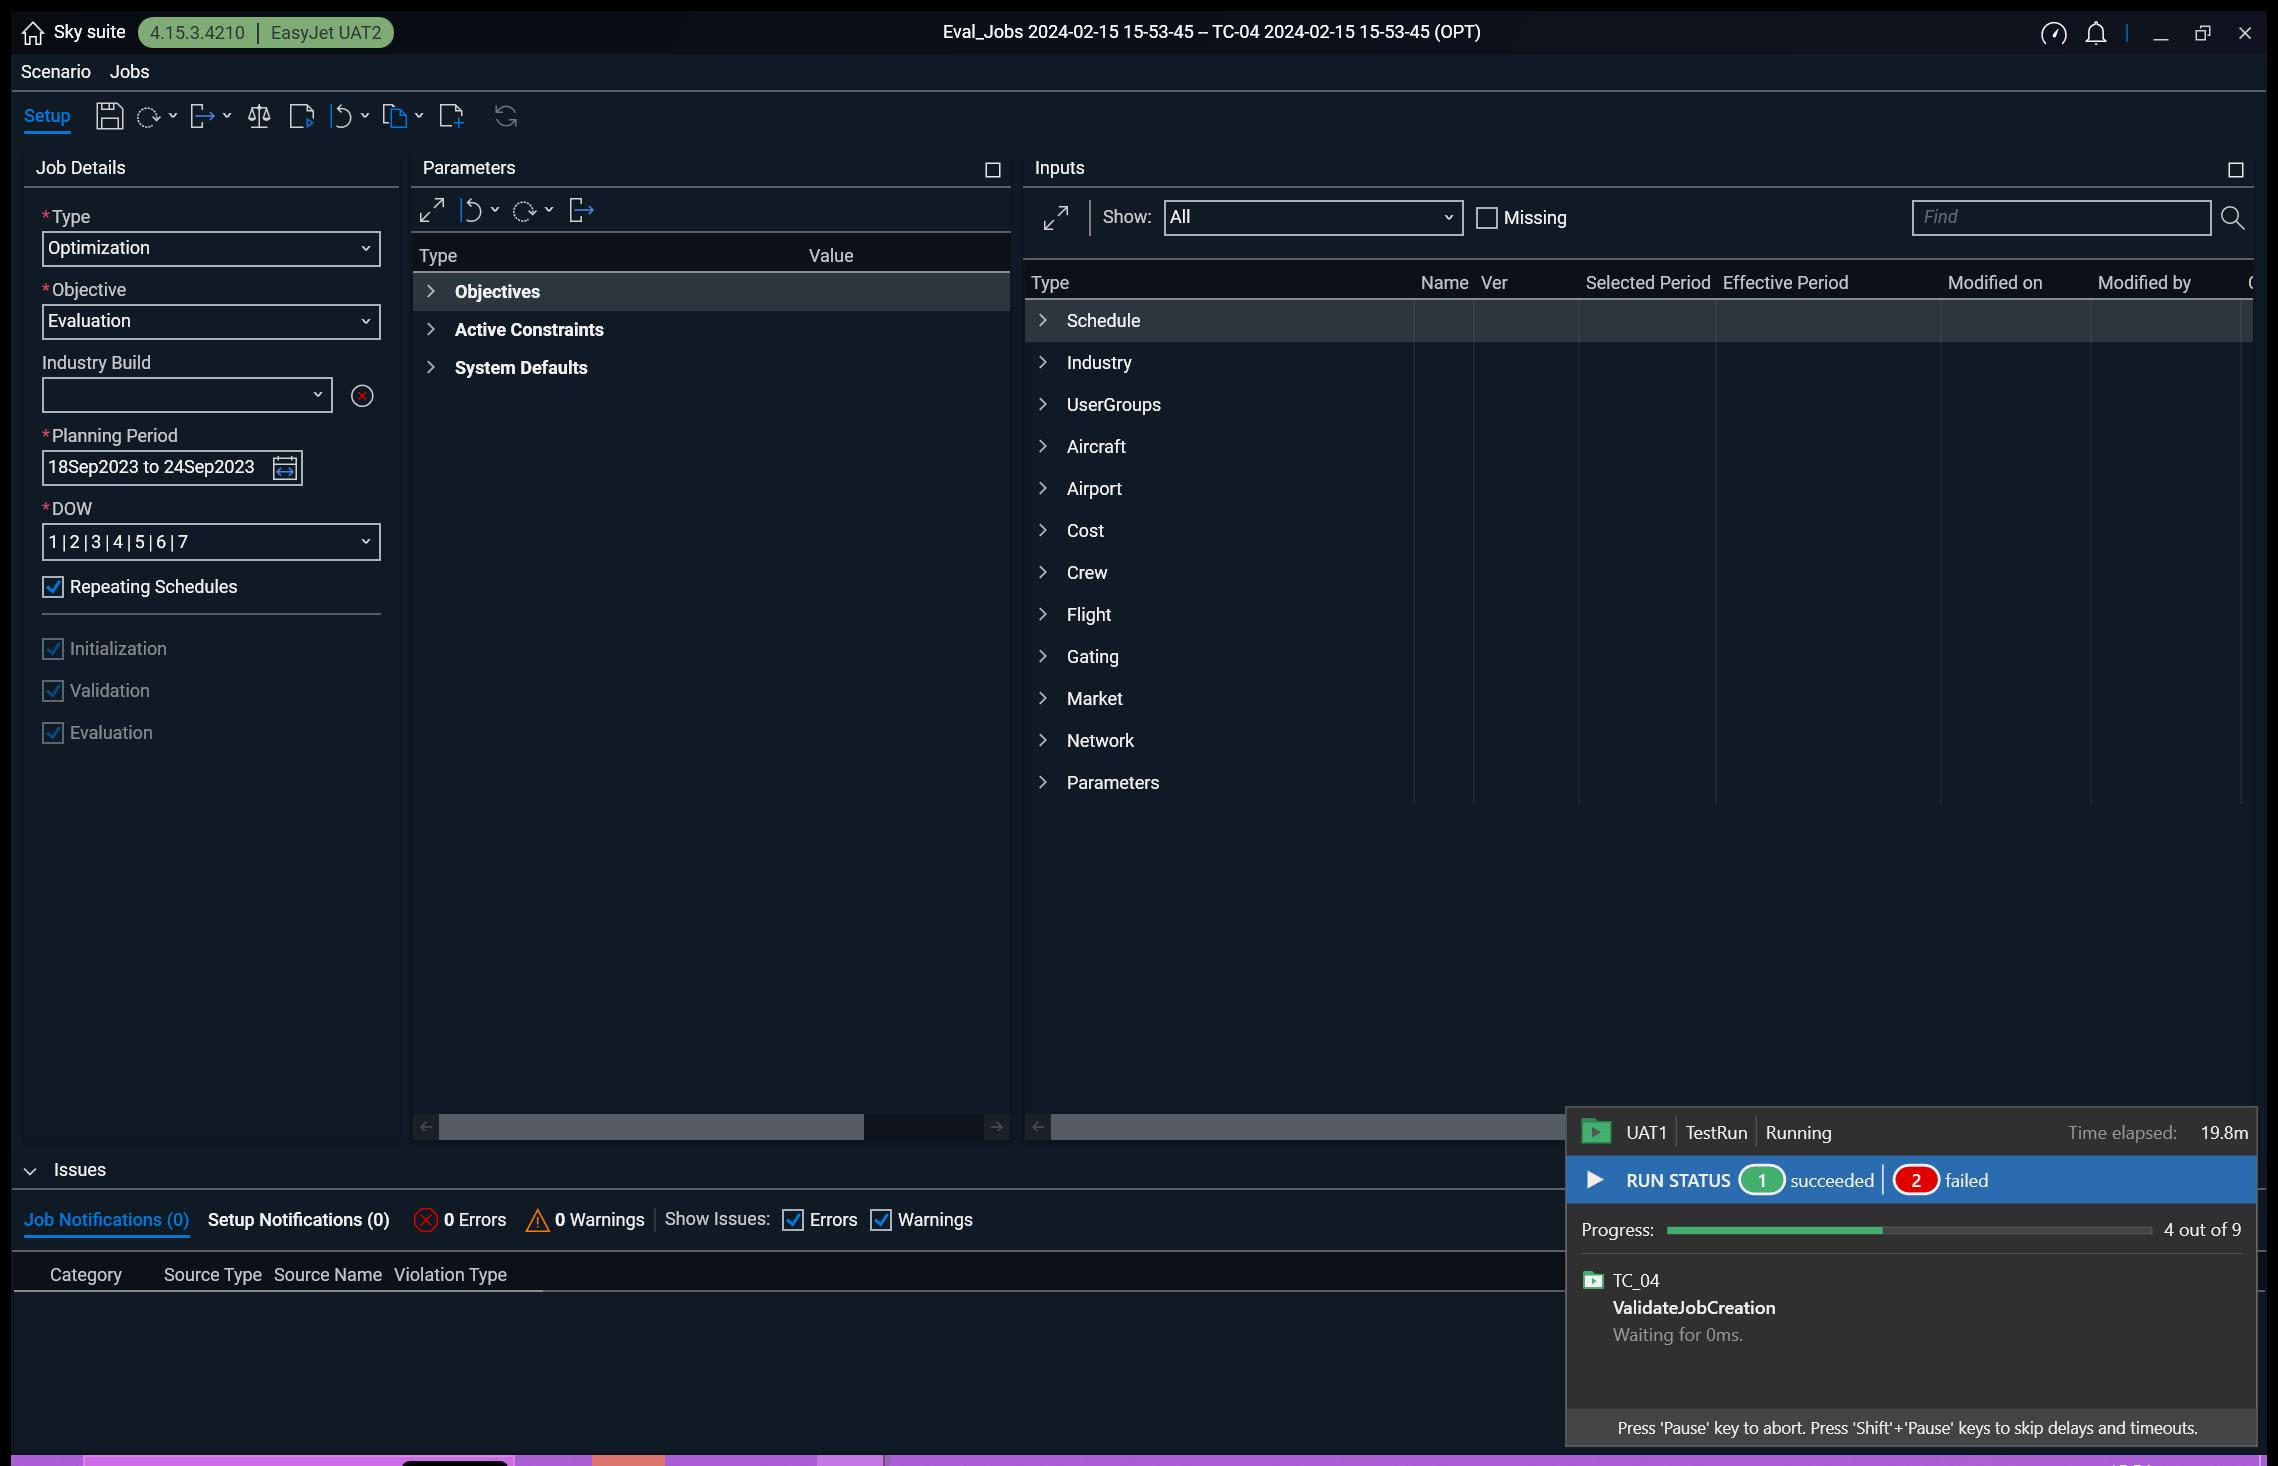 Sky suite 4.15.3.4210 | EasyJet UAT2
Eval_Jobs 2024-02-15 15-53-45 -- TC-04 2024-02-15 15-53-45 (OPT)
Scenario Jobs
Setup
Job Details
*Type
Optimization
*Objective
Evaluation
Industry Build
*Planning Period
18Sep2023 to 24Sep2023
*DOW
1|2|3|4|5|6|7
Repeating Schedules
Initialization
Validation
Evaluation
Parameters
Type Value
Objectives
Active Constraints
System Defaults
Inputs
Show: All Missing Find
Type Name Ver Selected Period Effective Period Modified on Modified by
Schedule
Industry
UserGroups
Aircraft
Airport
Cost
Crew
Flight
Gating
Market
Network
Parameters
Issues
Job Notifications (0) Setup Notifications (0) 0 Errors 0 Warnings Show Issues: Errors Warnings
Category Source Type Source Name Violation Type
UAT1 TestRun Running Time elapsed: 19.8m
RUN STATUS 1 succeeded 2 failed
Progress: 4 out of 9
TC_04
ValidateJobCreation
Waiting for 0ms.
Press 'Pause' key to abort. Press 'Shift'+'Pause' keys to skip delays and timeouts.